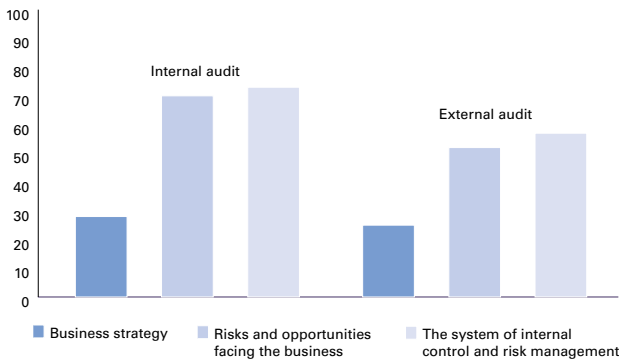 100
90
80
70
60
50
40
30
20
10
0
Internal audit
External audit
Business strategy
Risks and opportunities
facing the business
The system of internal
control and risk management